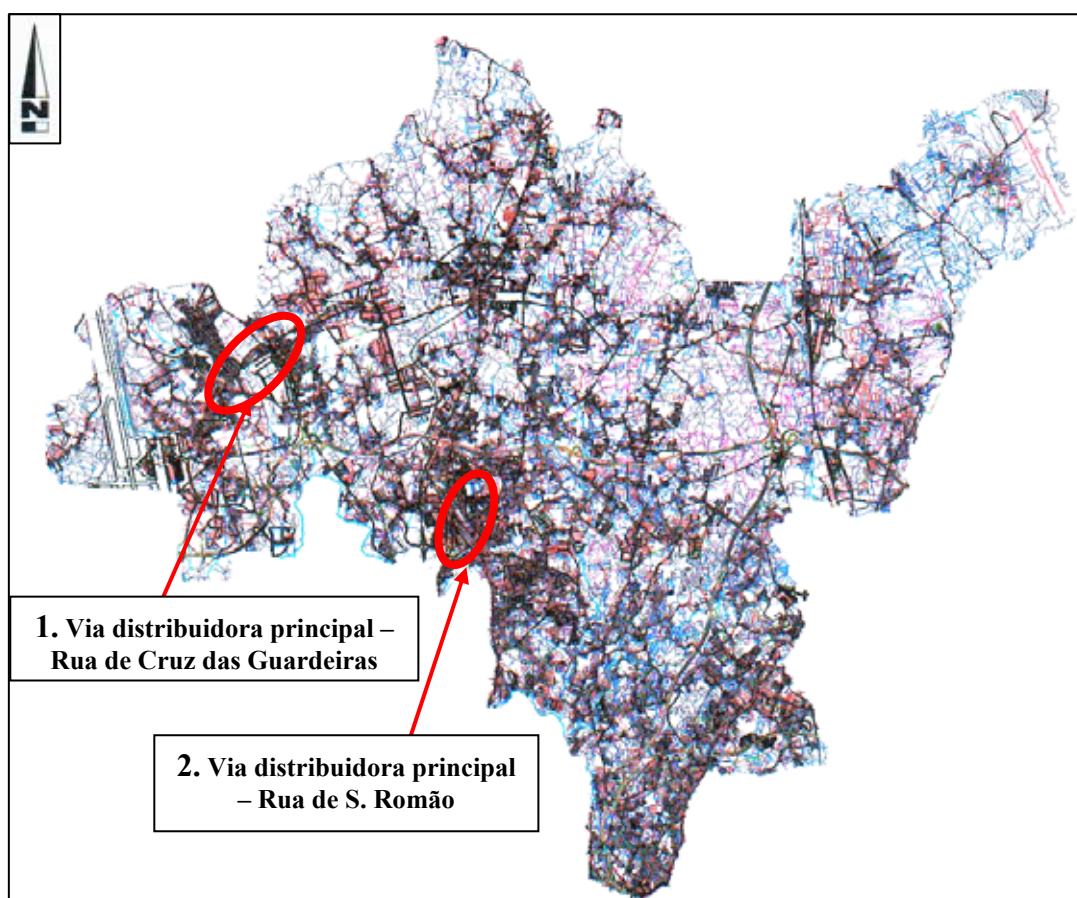 N
1. Via distribuidora principal –
Rua de Cruz das Guardeiras
2. Via distribuidora principal
– Rua de S. Romão